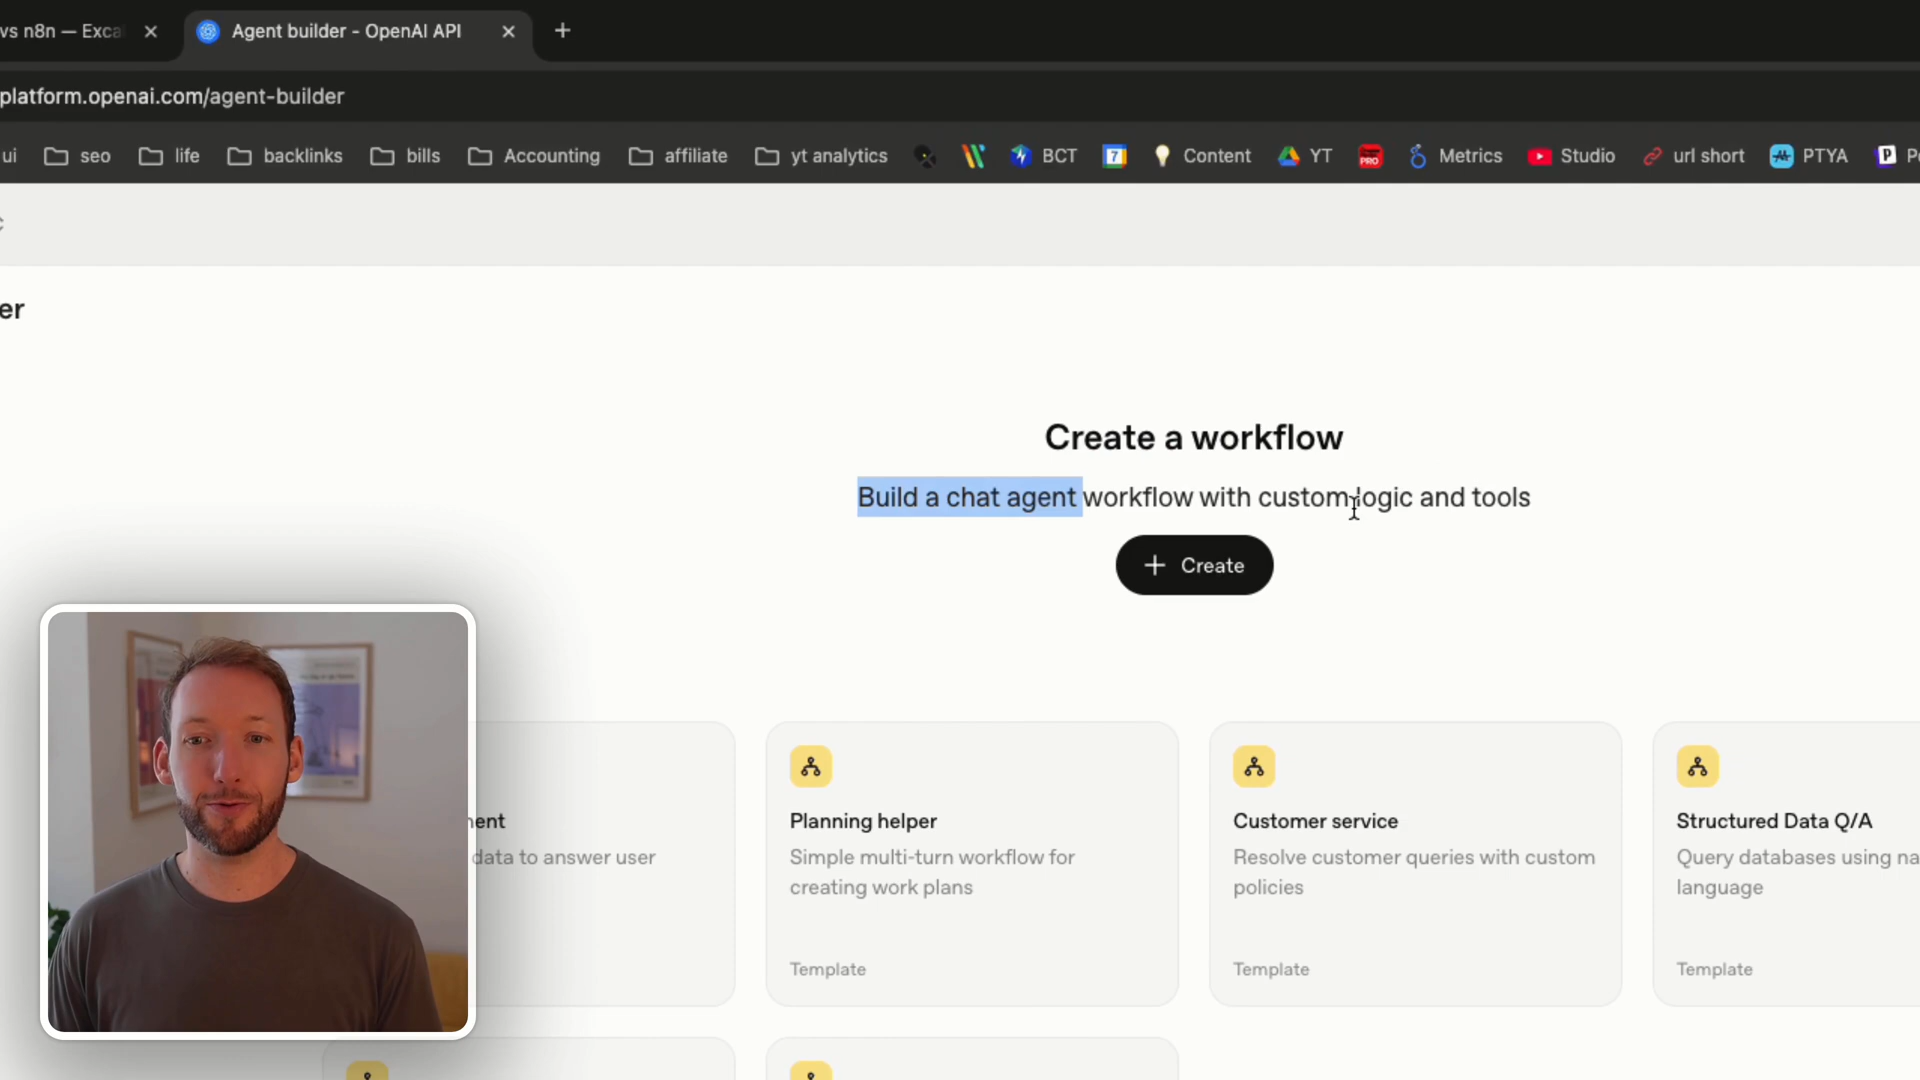 vs n8n — Exca
Agent builder - OpenAI API
platform.openai.com/agent-builder
ui
seo
life
backlinks
bills
Accounting
affiliate
yt analytics
BCT
7
Content
YT
PRO
Metrics
Studio
url short
PTYA
er
Create a workflow
Build a chat agent workflow with custom logic and tools
+ Create
ent
data to answer user
Planning helper
Simple multi-turn workflow for
creating work plans
Template
Customer service
Resolve customer queries with custom
policies
Template
Structured Data Q/A
Query databases using na
language
Template